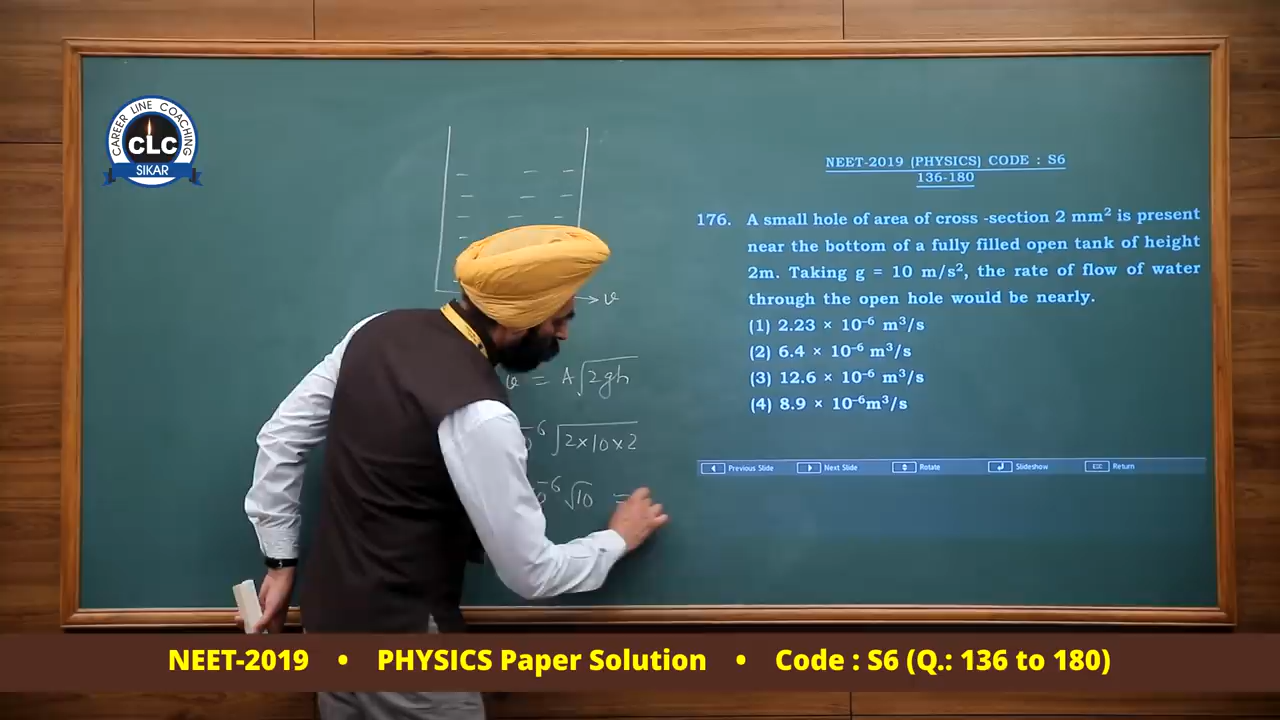 CAREER LINE COACHING
CLC
SIKAR
NEET-2019 (PHYSICS) CODE : S6
136-180
176. A small hole of area of cross -section 2 mm² is present
near the bottom of a fully filled open tank of height
2m. Taking g = 10 m/s², the rate of flow of water
through the open hole would be nearly.
(1) 2.23 × 10⁻⁶ m³/s
(2) 6.4 × 10⁻⁶ m³/s
(3) 12.6 × 10⁻⁶ m³/s
(4) 8.9 × 10⁻⁶m³/s
Previous Slide Next Slide Rotate Slideshow ESC Return
v
v = A√2gh
⁶ √2×10×2
⁻⁶ √10 =
NEET-2019 • PHYSICS Paper Solution • Code : S6 (Q.: 136 to 180)